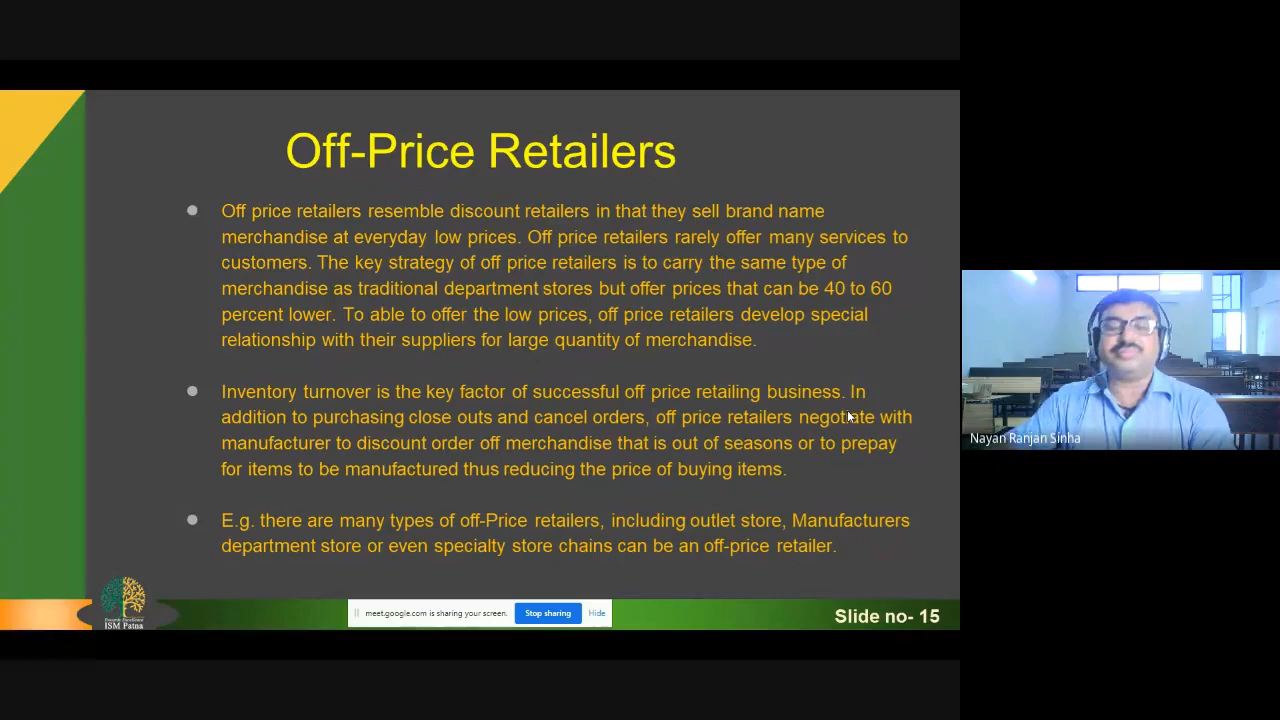 Off-Price Retailers
Off price retailers resemble discount retailers in that they sell brand name
merchandise at everyday low prices. Off price retailers rarely offer many services to
customers. The key strategy of off price retailers is to carry the same type of
merchandise as traditional department stores but offer prices that can be 40 to 60
percent lower. To able to offer the low prices, off price retailers develop special
relationship with their suppliers for large quantity of merchandise.
Inventory turnover is the key factor of successful off price retailing business. In
addition to purchasing close outs and cancel orders, off price retailers negotiate with
manufacturer to discount order off merchandise that is out of seasons or to prepay
for items to be manufactured thus reducing the price of buying items.
E.g. there are many types of off-Price retailers, including outlet store, Manufacturers
department store or even specialty store chains can be an off-price retailer.
Towards Excellence
ISM Patna
meet.google.com is sharing your screen. Stop sharing Hide
Slide no- 15
Nayan Ranjan Sinha